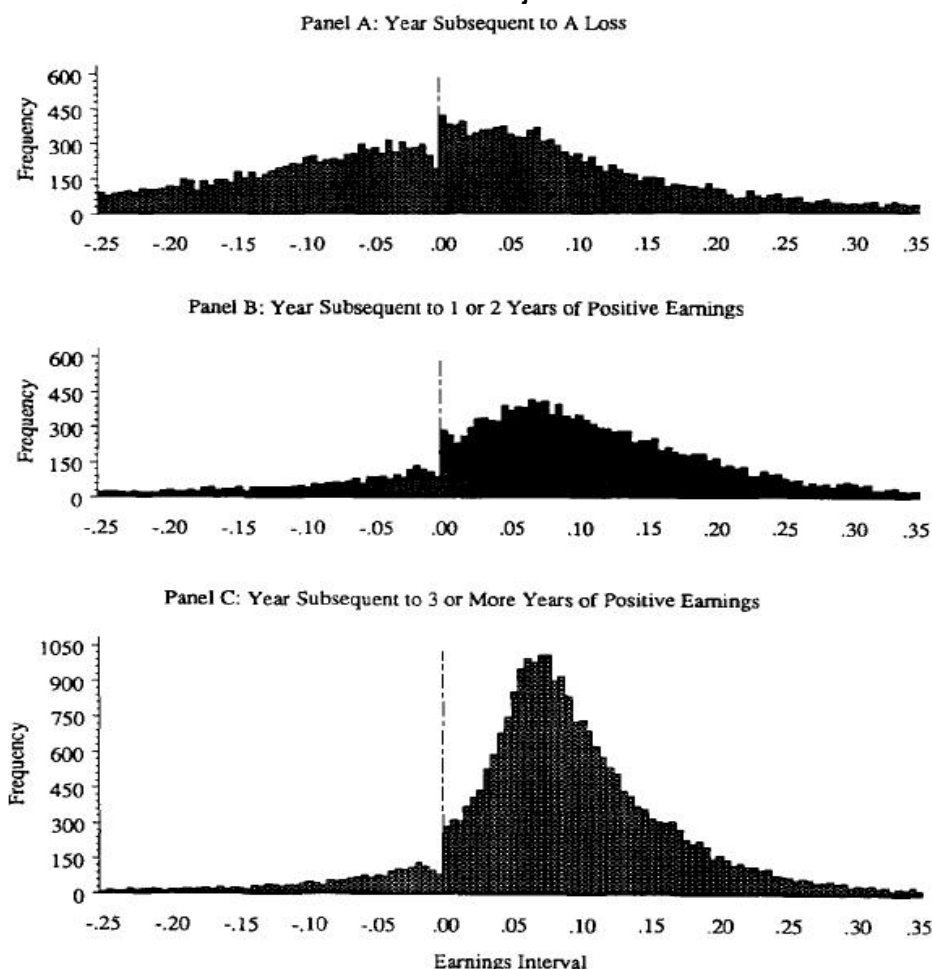 Panel A: Year Subsequent to A Loss
600
450
300
150
0
Frequency
-.25 -.20 -.15 -.10 -.05 .00 .05 .10 .15 .20 .25 .30 .35
Panel B: Year Subsequent to 1 or 2 Years of Positive Earnings
600
450
300
150
0
Frequency
-.25 -.20 -.15 -.10 -.05 .00 .05 .10 .15 .20 .25 .30 .35
Panel C: Year Subsequent to 3 or More Years of Positive Earnings
1050
900
750
600
450
300
150
0
Frequency
-.25 -.20 -.15 -.10 -.05 .00 .05 .10 .15 .20 .25 .30 .35
Earnings Interval